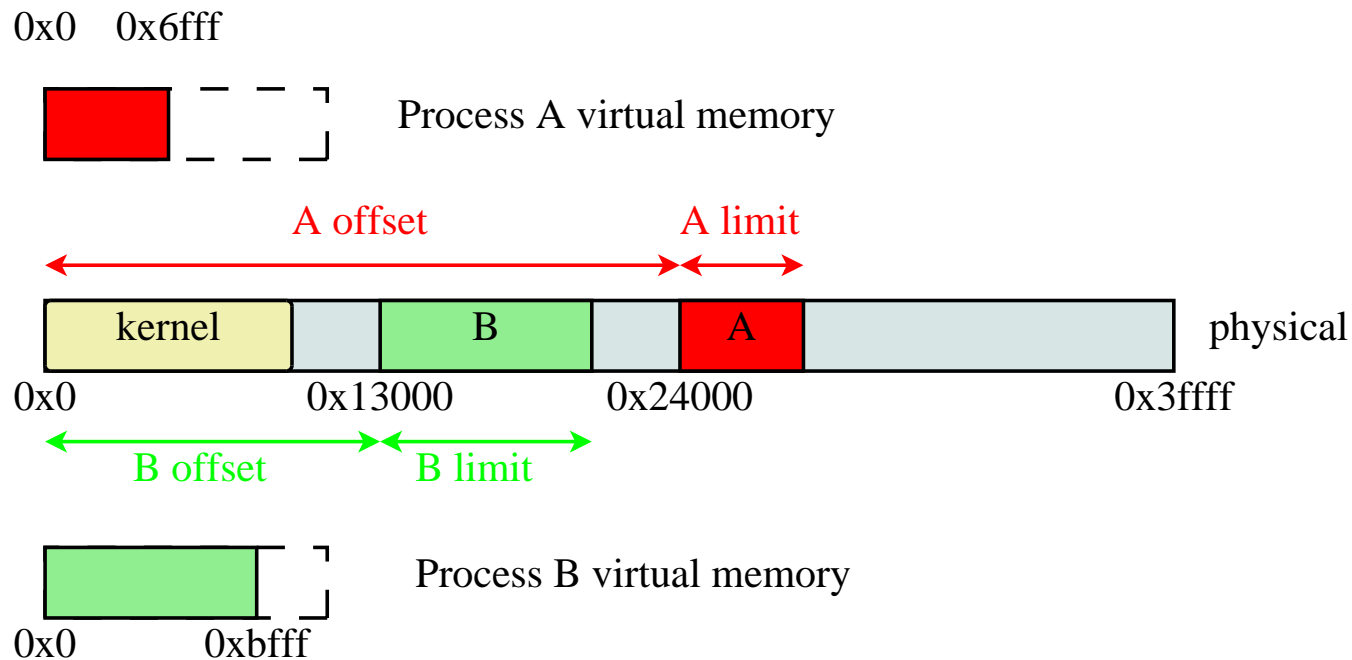 0x0 0x6fff
Process A virtual memory
A offset A limit
kernel B A physical
0x0 0x13000 0x24000 0x3ffff
B offset B limit
Process B virtual memory
0x0 0xbfff